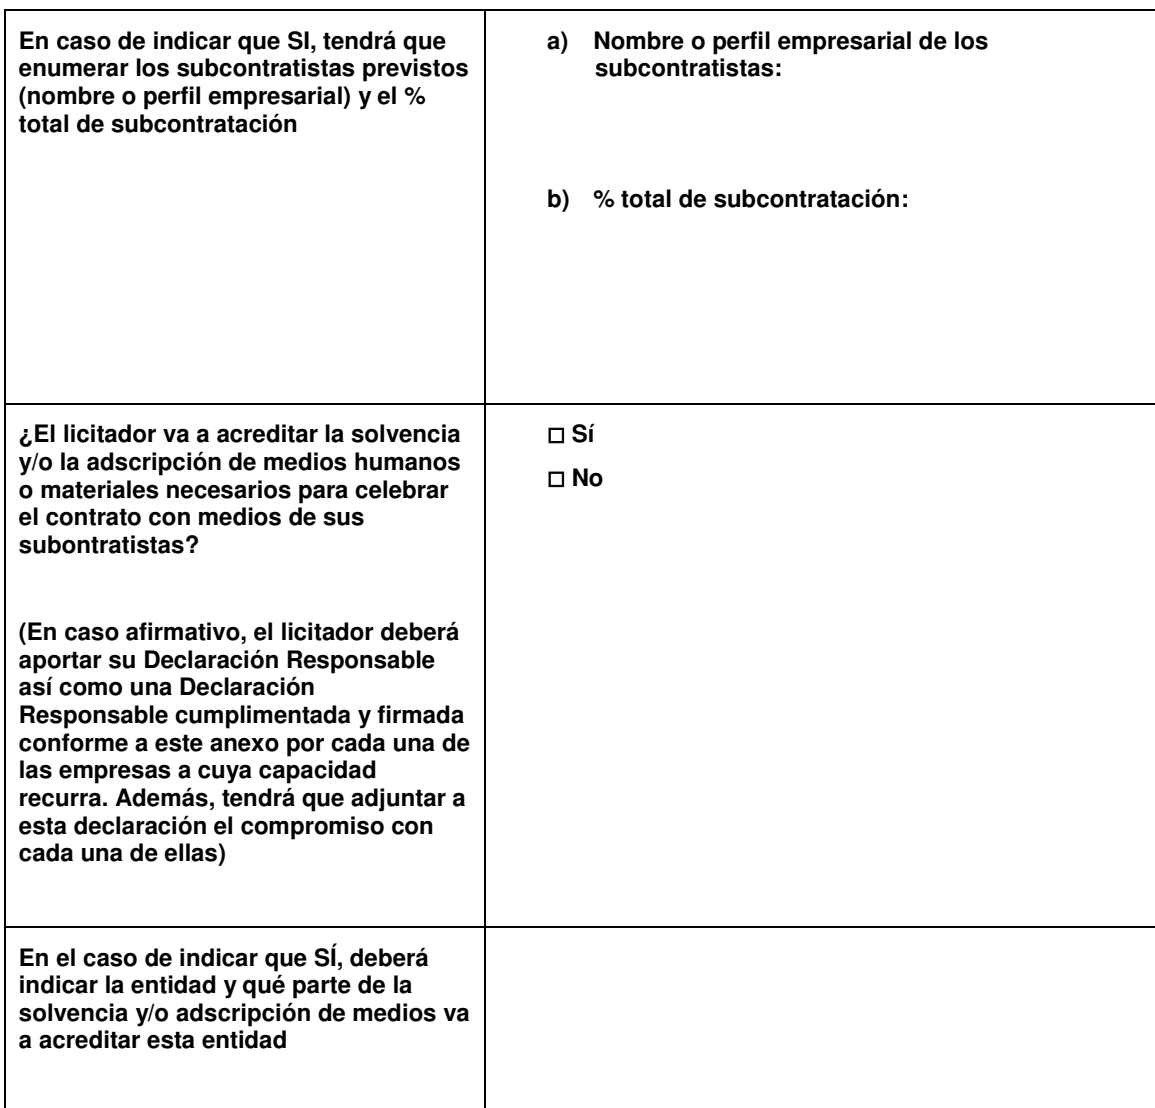 En caso de indicar que SI, tendrá que
enumerar los subcontratistas previstos
(nombre o perfil empresarial) y el %
total de subcontratación
a) Nombre o perfil empresarial de los
subcontratistas:
b) % total de subcontratación:
¿El licitador va a acreditar la solvencia
y/o la adscripción de medios humanos
o materiales necesarios para celebrar
el contrato con medios de sus
subontratistas?
(En caso afirmativo, el licitador deberá
aportar su Declaración Responsable
así como una Declaración
Responsable cumplimentada y firmada
conforme a este anexo por cada una de
las empresas a cuya capacidad
recurra. Además, tendrá que adjuntar a
esta declaración el compromiso con
cada una de ellas)
□ Sí
□ No
En el caso de indicar que SÍ, deberá
indicar la entidad y qué parte de la
solvencia y/o adscripción de medios va
a acreditar esta entidad